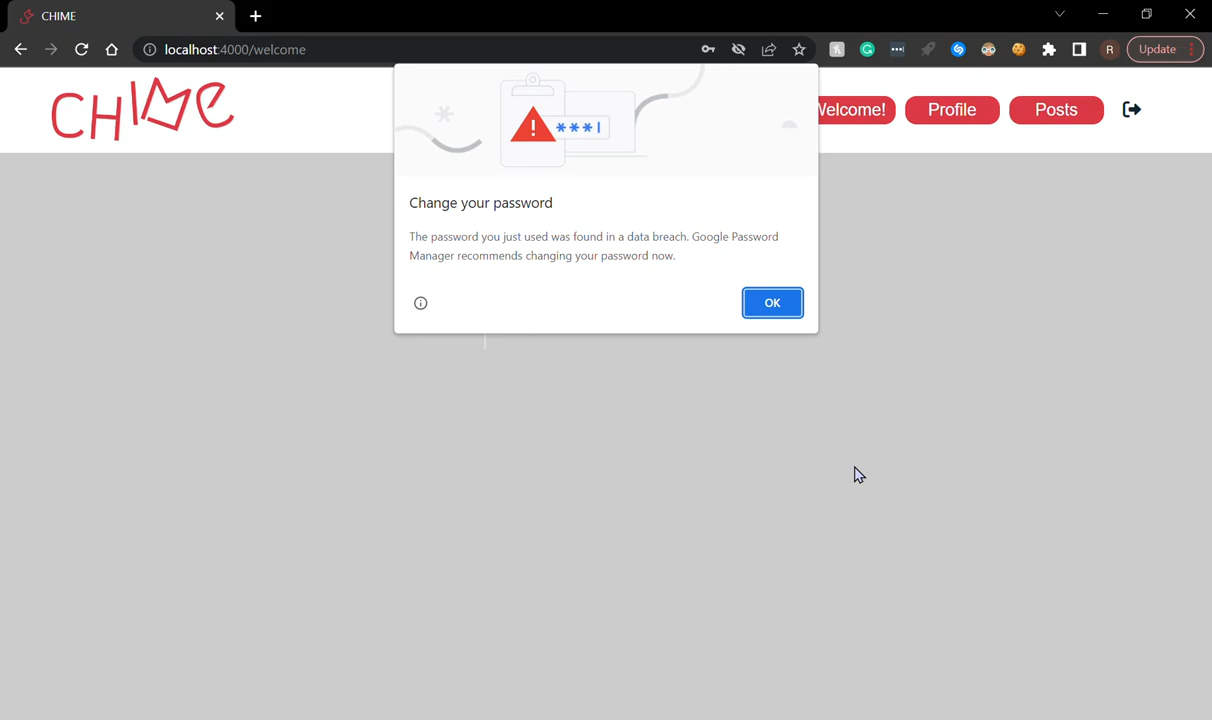 CHIME
localhost:4000/welcome
R
Update
CHIME
Welcome!
Profile
Posts
***
Change your password
The password you just used was found in a data breach. Google Password
Manager recommends changing your password now.
OK